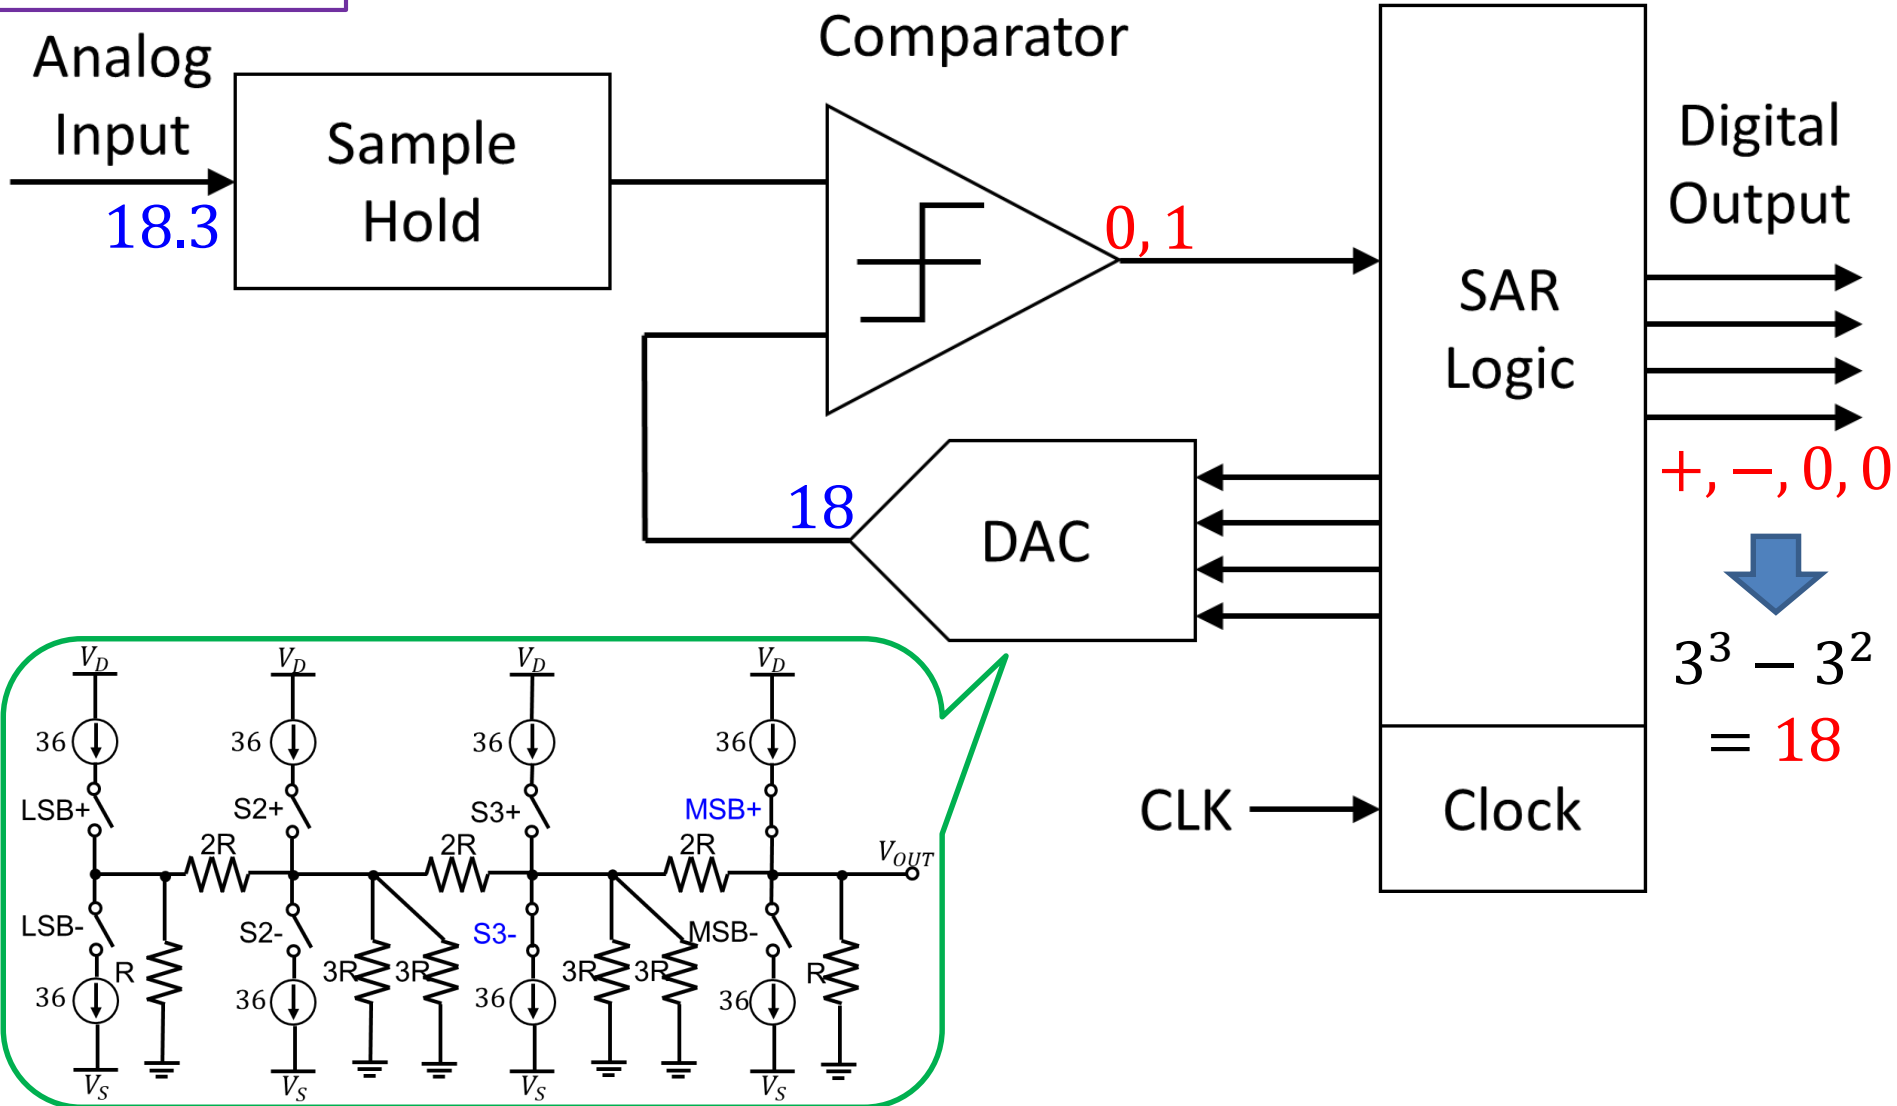 Analog
Input
18.3
Sample
Hold
Comparator
0, 1
SAR
Logic
Digital
Output
+, −, 0, 0
18
DAC
3³ − 3²
= 18
CLK
Clock
V_D V_D V_D V_D
36 36 36 36
LSB+ S2+ S3+ MSB+
2R 2R 2R V_OUT
LSB- S2- S3- MSB-
R 3R 3R 3R 3R R
36 36 36 36
V_S V_S V_S V_S